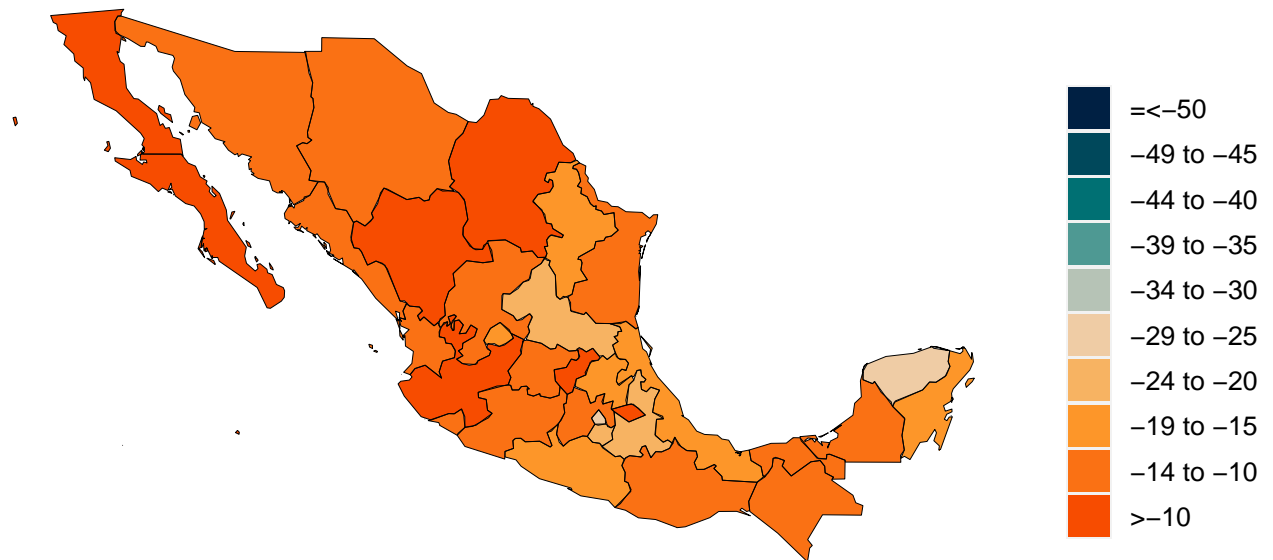 =<−50
−49 to −45
−44 to −40
−39 to −35
−34 to −30
−29 to −25
−24 to −20
−19 to −15
−14 to −10
>−10